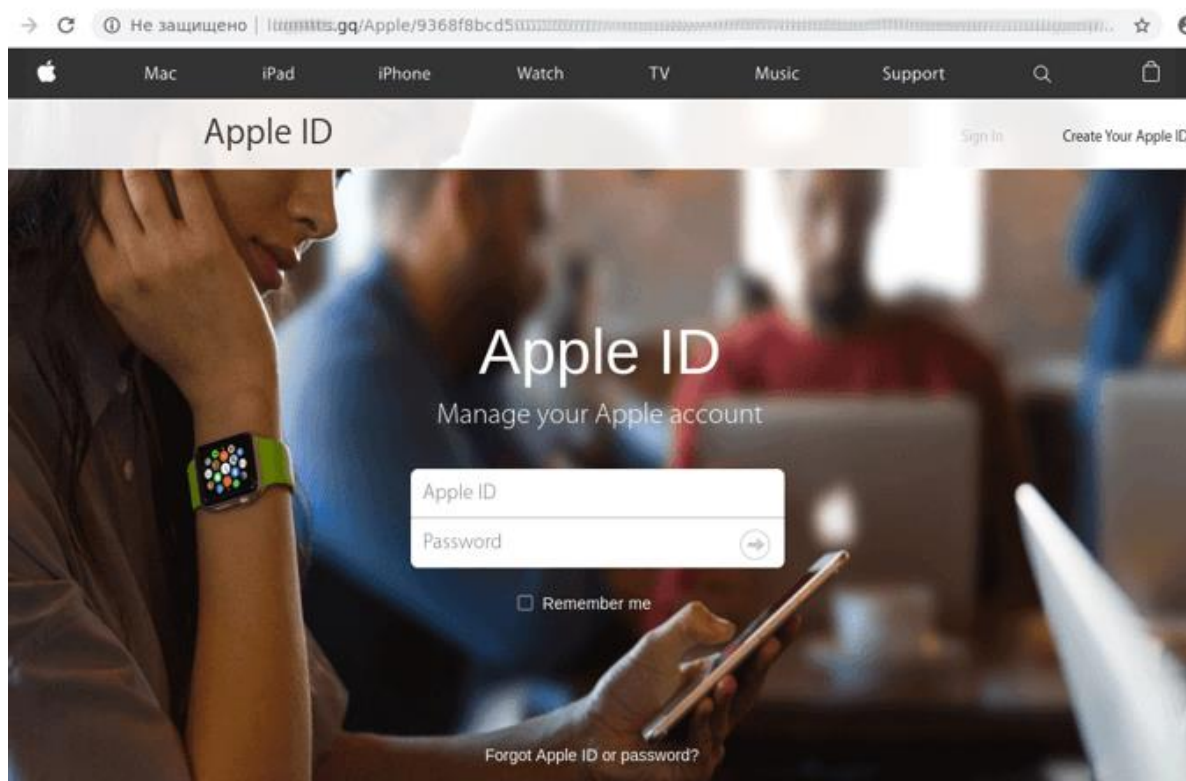 Не защищено | .gq/Apple/9368f8bcd5
Mac iPad iPhone Watch TV Music Support
Apple ID Sign In Create Your Apple ID
Apple ID
Manage your Apple account
Apple ID
Password
Remember me
Forgot Apple ID or password?